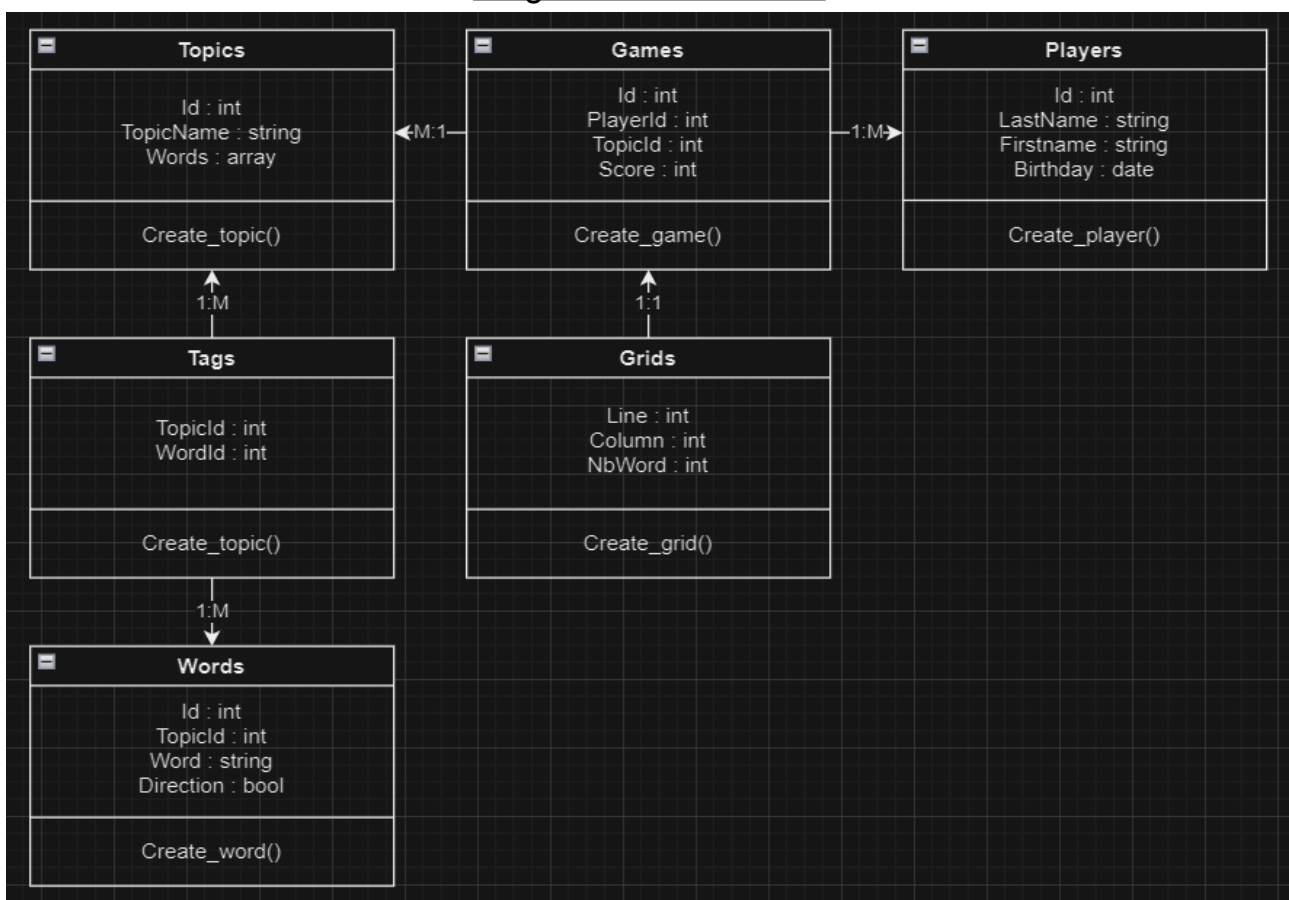 Topics
Id : int
TopicName : string
Words : array
Create_topic()
Games
Id : int
PlayerId : int
TopicId : int
Score : int
Create_game()
Players
Id : int
LastName : string
Firstname : string
Birthday : date
Create_player()
M:1
1:M
1:M
1:1
Tags
TopicId : int
WordId : int
Create_topic()
Grids
Line : int
Column : int
NbWord : int
Create_grid()
1:M
Words
Id : int
TopicId : int
Word : string
Direction : bool
Create_word()